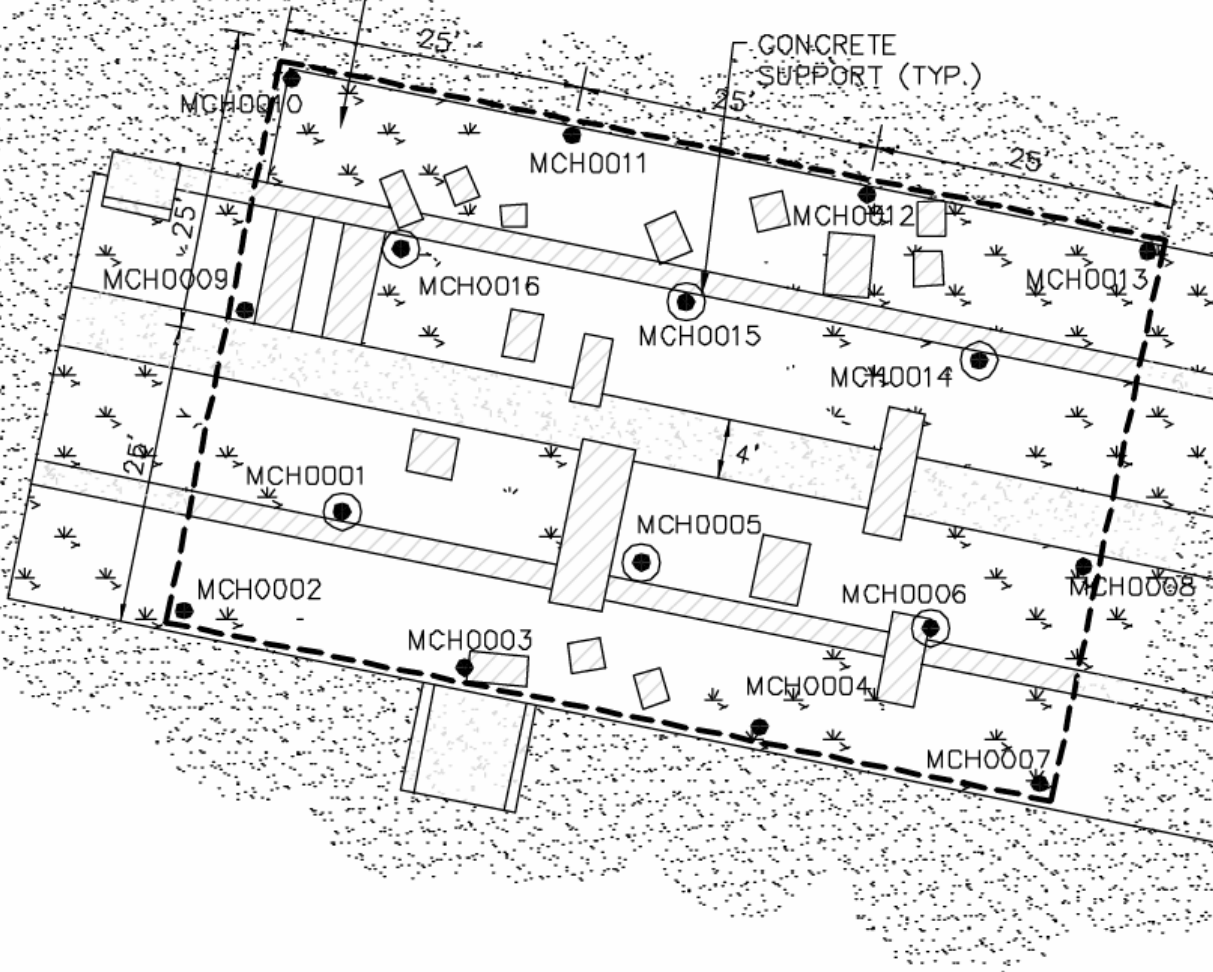 25'
CONCRETE
SUPPORT (TYP.)
25'
MCH0010
MCH0011
25'
MCH0012
25'
MCH0009
MCH0016
MCH0013
MCH0015
MCH0014
4'
25'
MCH0001
MCH0005
MCH0002
MCH0006
MCH0008
MCH0003
MCH0004
MCH0007